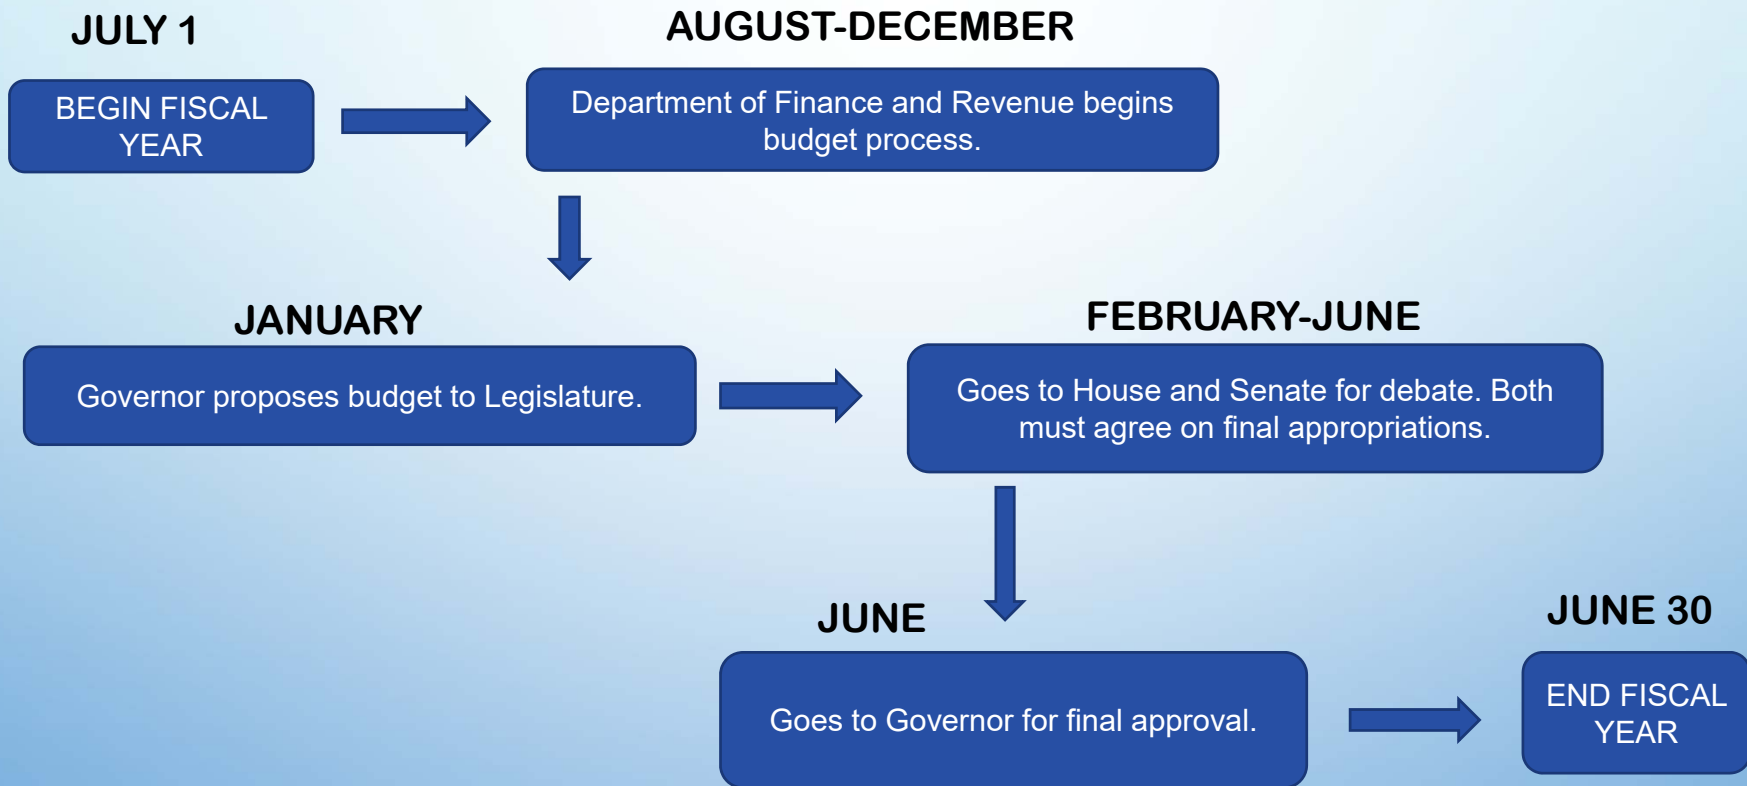 JULY 1
BEGIN FISCAL
YEAR
AUGUST-DECEMBER
Department of Finance and Revenue begins
budget process.
JANUARY
Governor proposes budget to Legislature.
FEBRUARY-JUNE
Goes to House and Senate for debate. Both
must agree on final appropriations.
JUNE
Goes to Governor for final approval.
JUNE 30
END FISCAL
YEAR